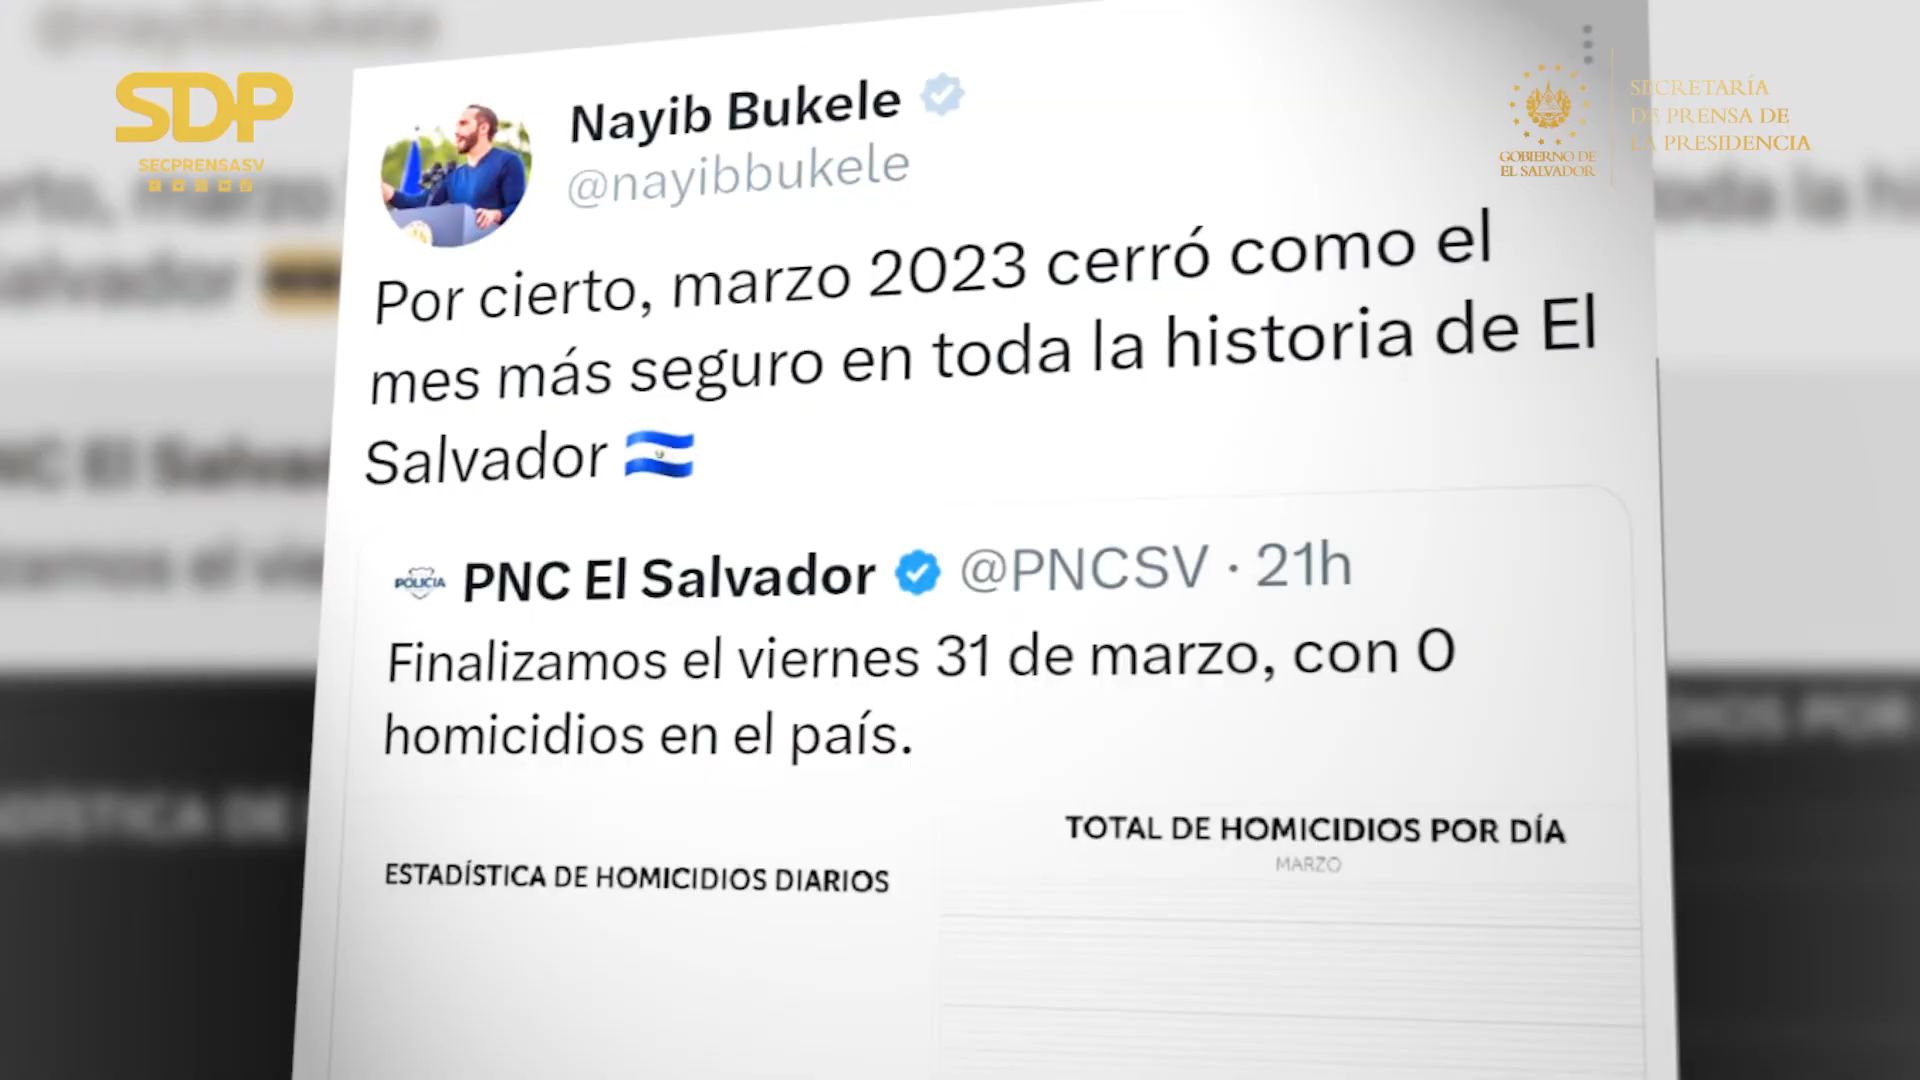 SDP
SECPRENSASV
GOBIERNO DE
EL SALVADOR
SECRETARÍA
DE PRENSA DE
LA PRESIDENCIA
Nayib Bukele
@nayibbukele
Por cierto, marzo 2023 cerró como el
mes más seguro en toda la historia de El
Salvador 🇸🇻
POLICIA
PNC El Salvador @PNCSV · 21h
Finalizamos el viernes 31 de marzo, con 0
homicidios en el país.
ESTADÍSTICA DE HOMICIDIOS DIARIOS
TOTAL DE HOMICIDIOS POR DÍA
MARZO